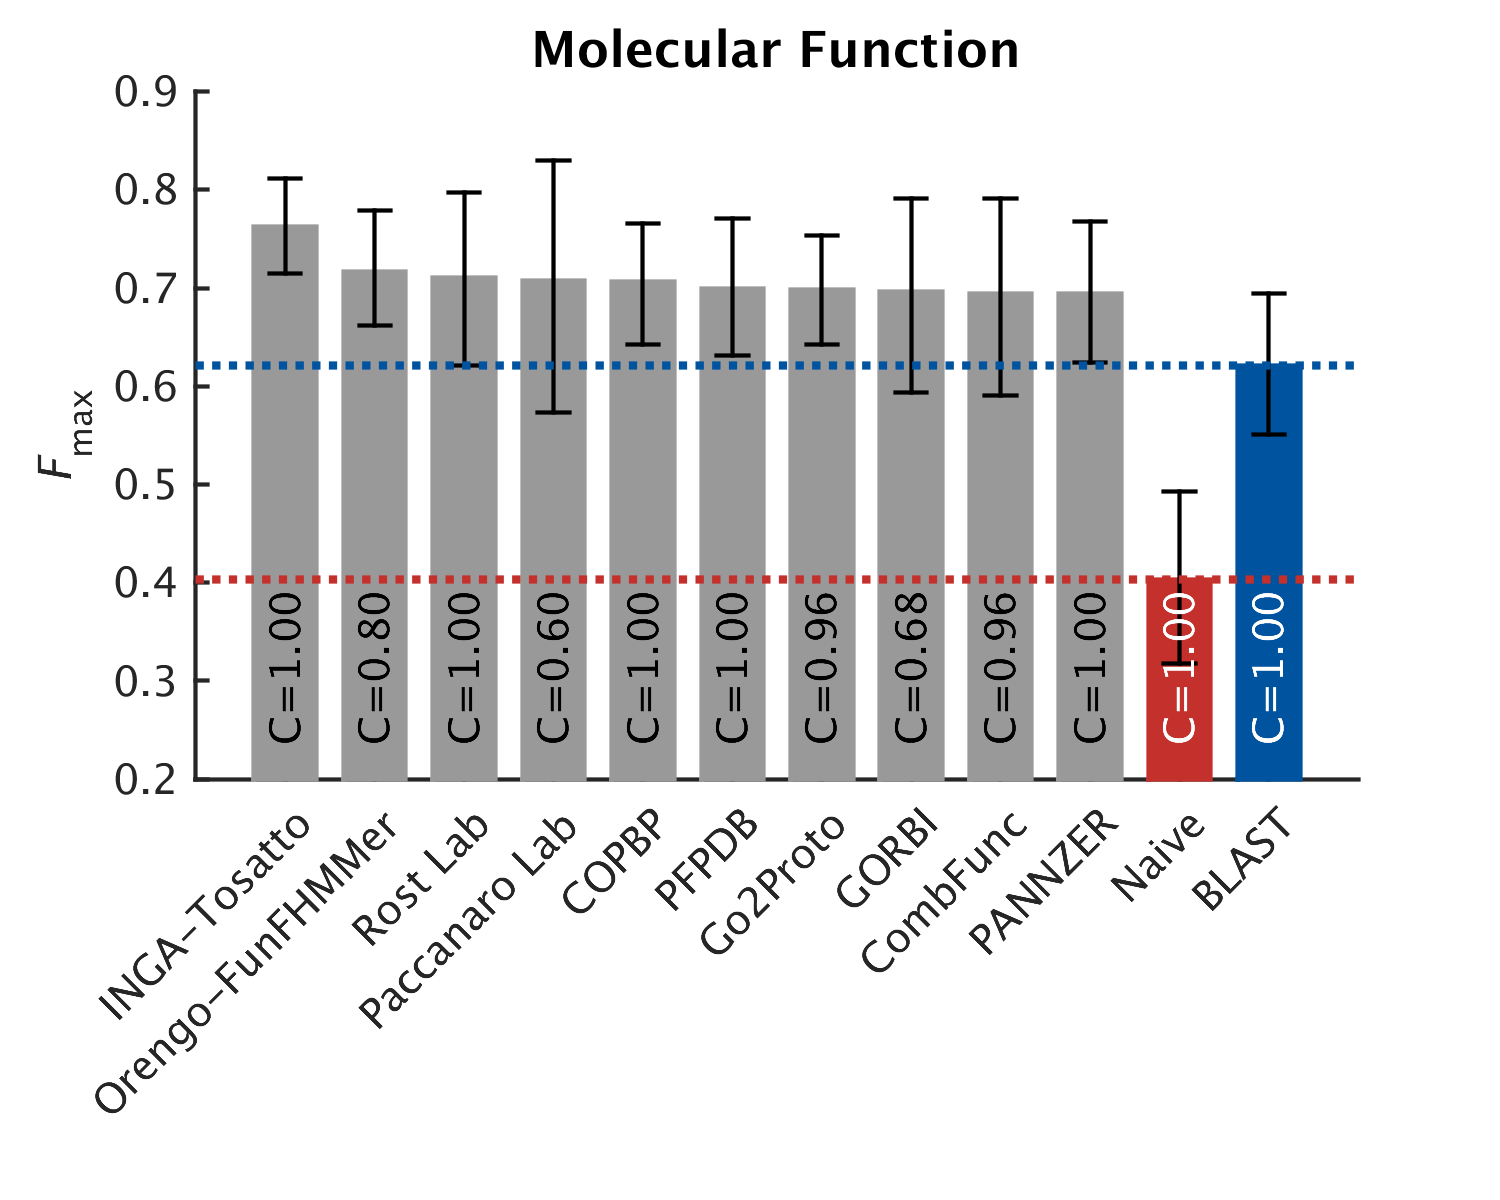 Molecular Function
0.9
0.8
0.7
0.6
0.5
0.4
0.3
0.2
Fmax
C=1.00
C=0.80
C=1.00
C=0.60
C=1.00
C=1.00
C=0.96
C=0.68
C=0.96
C=1.00
C=1.00
C=1.00
INGA-Tosatto
Orengo-FunFHMMer
Rost Lab
Paccanaro Lab
COPBP
PFPDB
Go2Proto
GORBI
CombFunc
PANNZER
Naive
BLAST